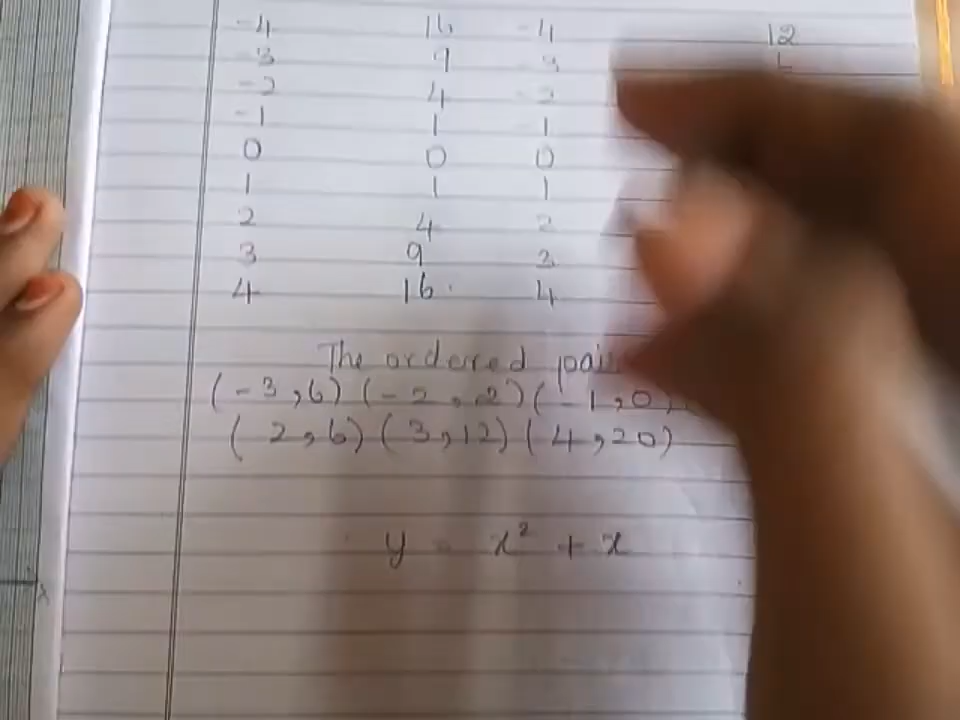 -4 16 -4 12
-3 9 -3
-2 4 -2
-1 1 -1
0 0 0
1 1 1
2 4 2
3 9 3
4 16 4
The ordered
(-3,6) (-2,2) (-1,0)
(2,6) (3,12) (4,20)
y = x² + x